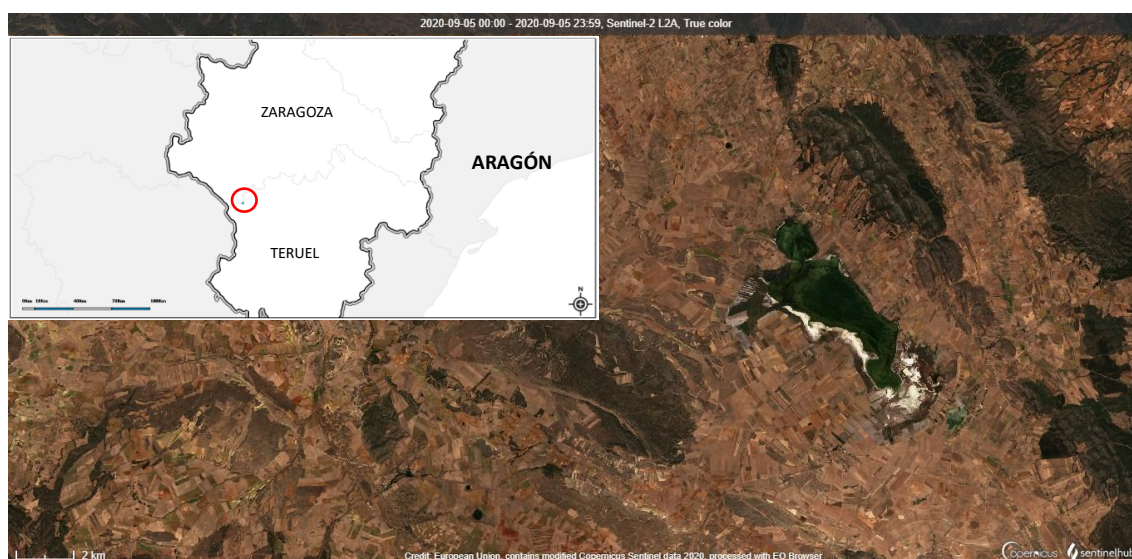 2020-09-05 00:00 - 2020-09-05 23:59, Sentinel-2 L2A, True color
ZARAGOZA
ARAGÓN
TERUEL
N
2 km
Credit: European Union, contains modified Copernicus Sentinel data 2020, processed with EO Browser
Copernicus sentinelhub